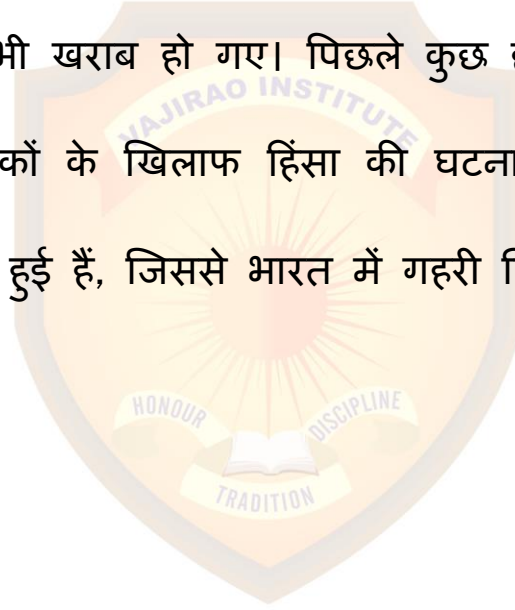 भी खराब हो गए। पिछले कुछ
VAJIRAO INSTITUTE
के खिलाफ हिंसा की घटना
हुई हैं, जिससे भारत में गहरी
HONOUR
DISCIPLINE
TRADITION